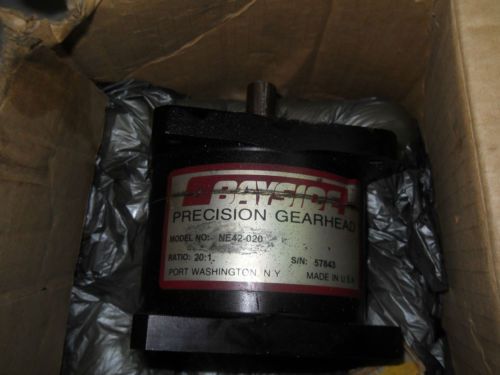 BAYSIDE
PRECISION GEARHEAD
MODEL NO: NE42-020
RATIO: 20:1 S/N: 57843
PORT WASHINGTON, N.Y. MADE IN U.S.A.